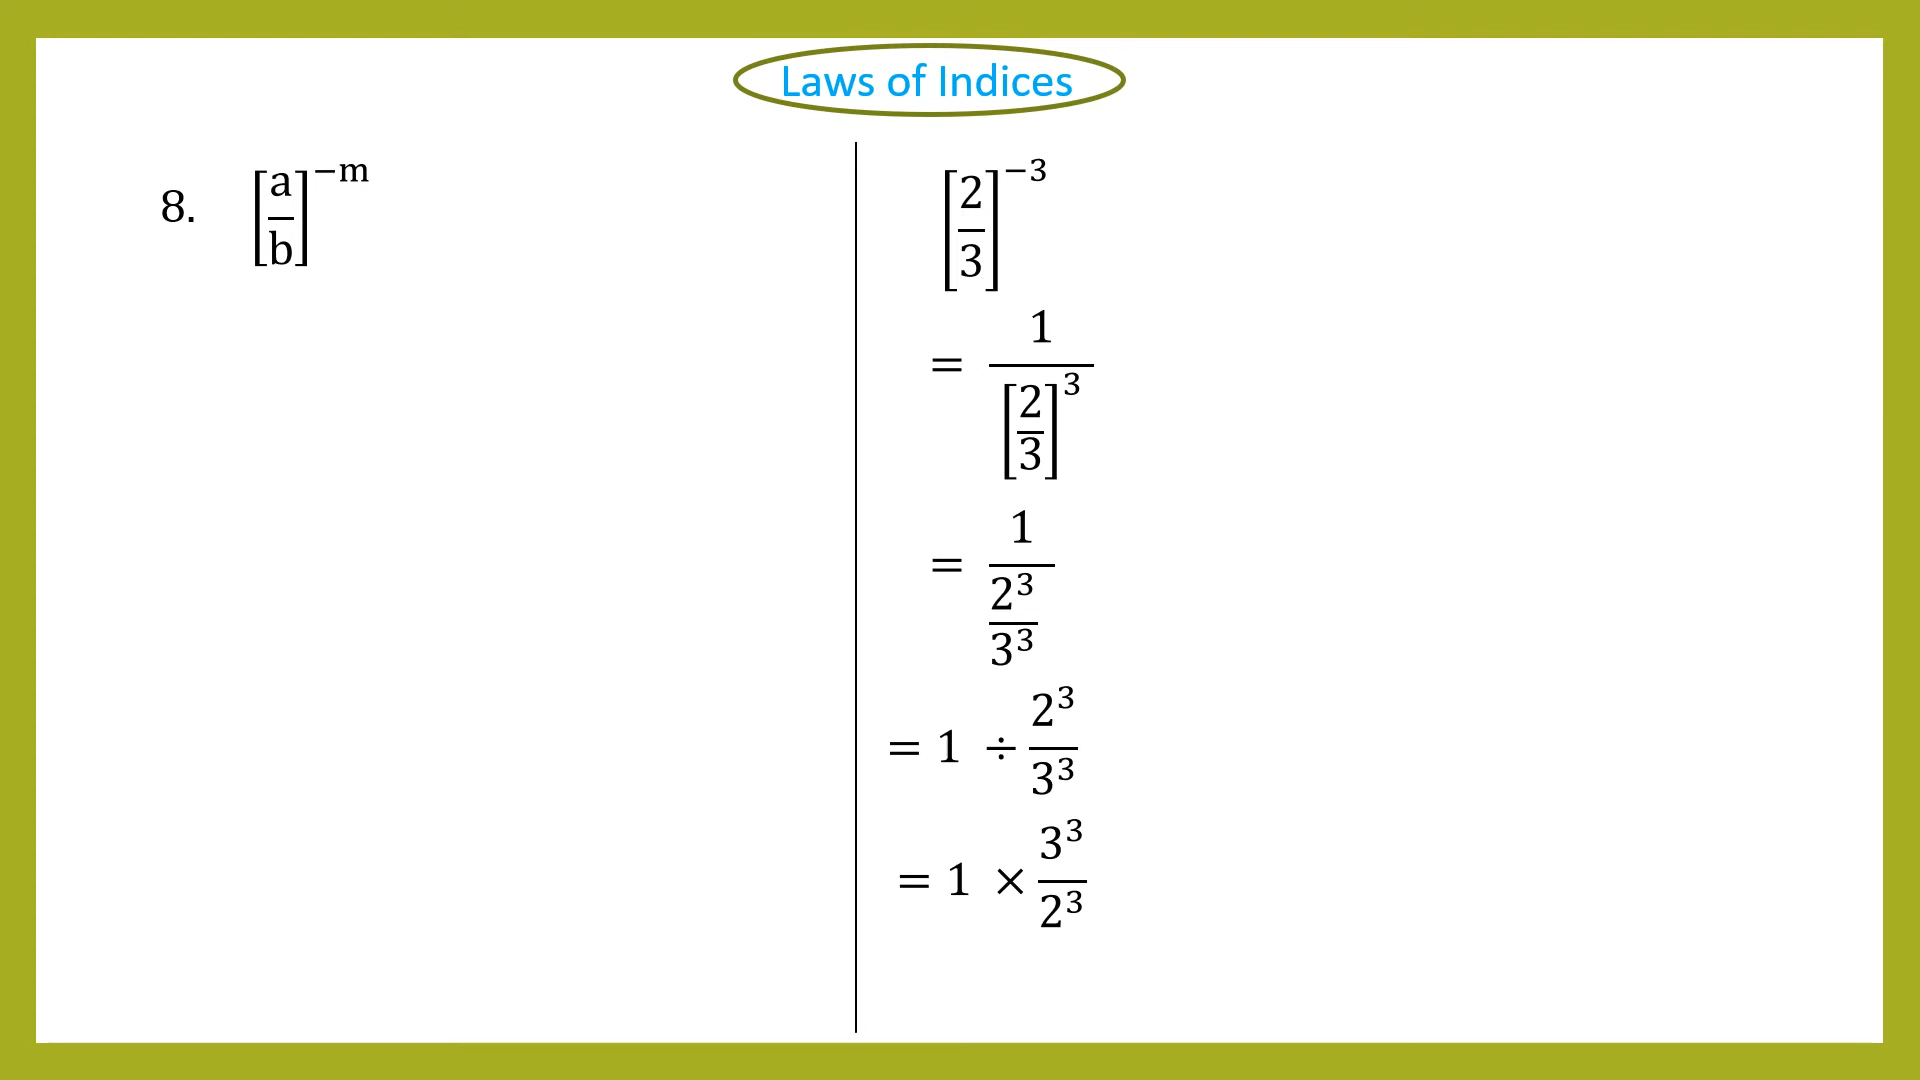 Laws of Indices
8. [a/b]^−m
[2/3]^−3
= 1/[2/3]^3
= 1/(2^3/3^3)
= 1 ÷ 2^3/3^3
= 1 × 3^3/2^3